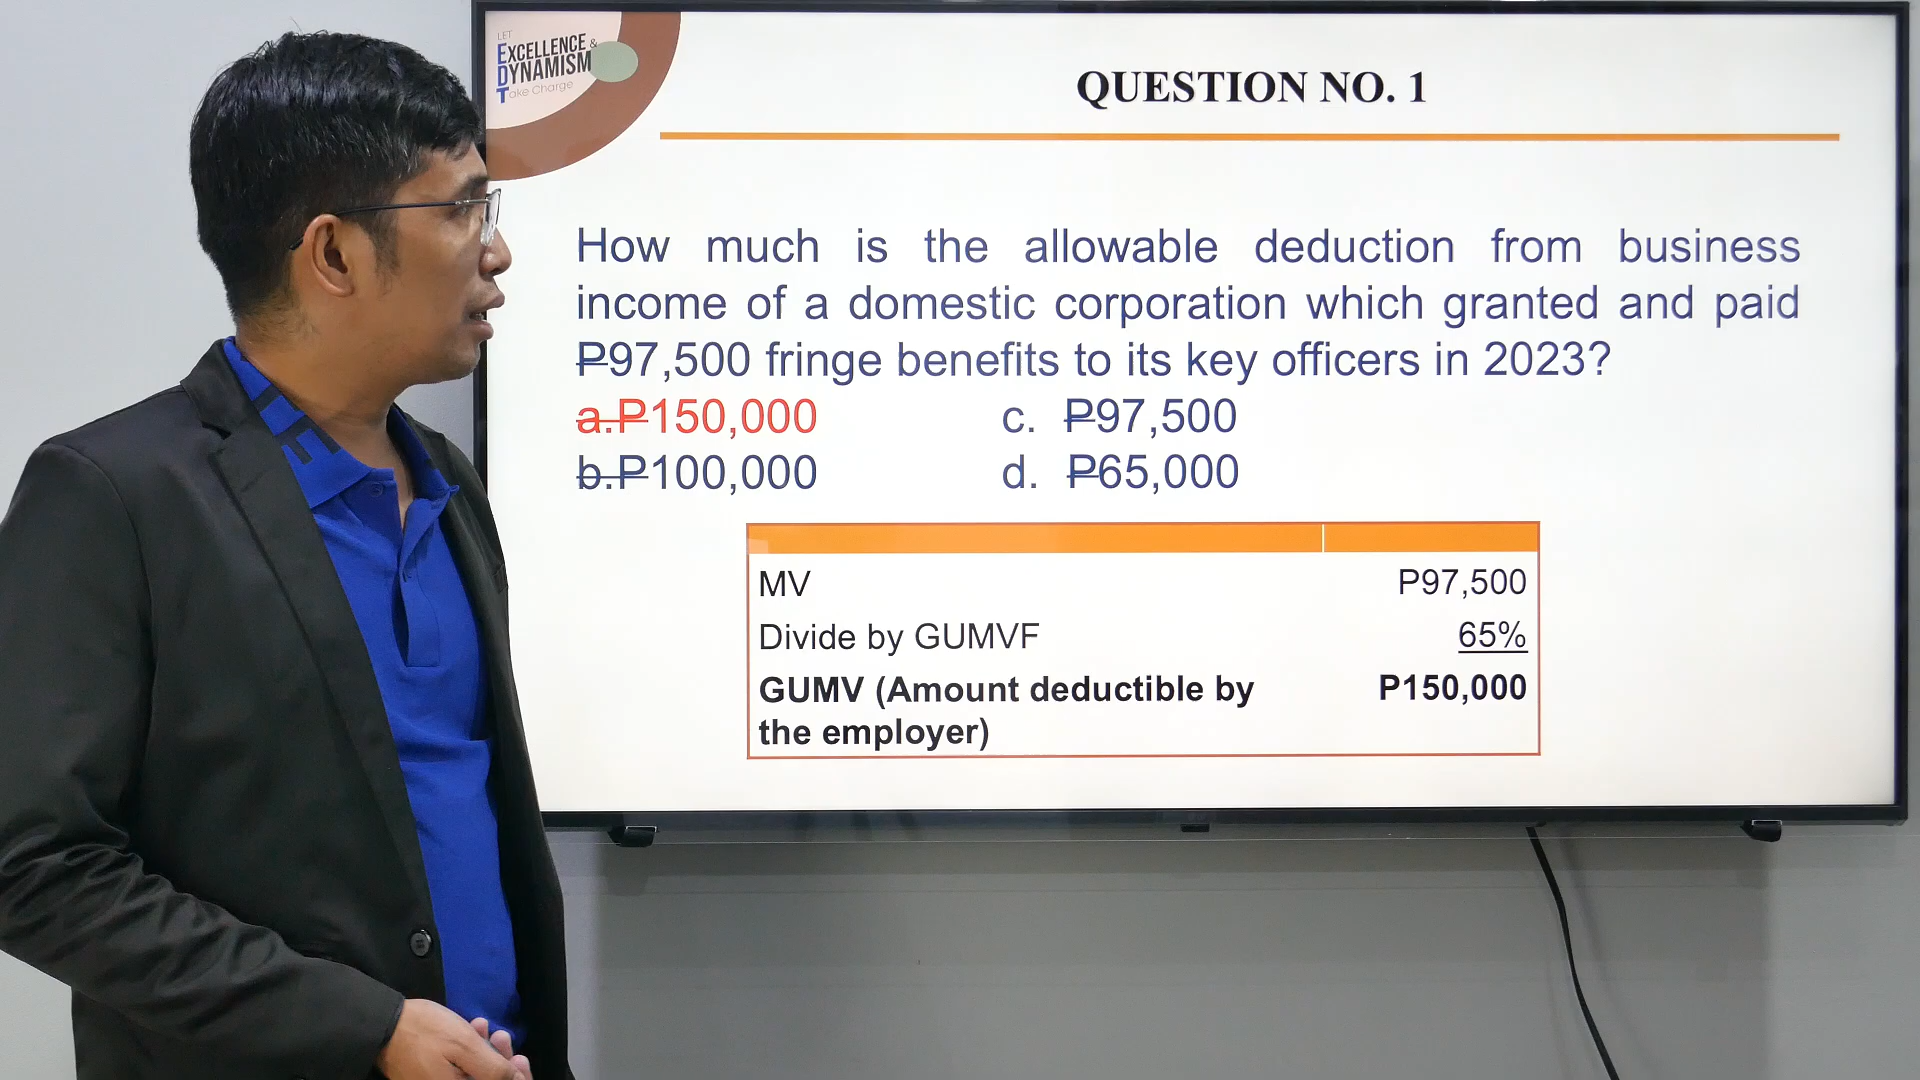 LET
EXCELLENCE &
DYNAMISM
Take Charge
QUESTION NO. 1
How much is the allowable deduction from business
income of a domestic corporation which granted and paid
₱97,500 fringe benefits to its key officers in 2023?
a.₱150,000 c. ₱97,500
b.₱100,000 d. ₱65,000
MV P97,500
Divide by GUMVF 65%
GUMV (Amount deductible by P150,000
the employer)